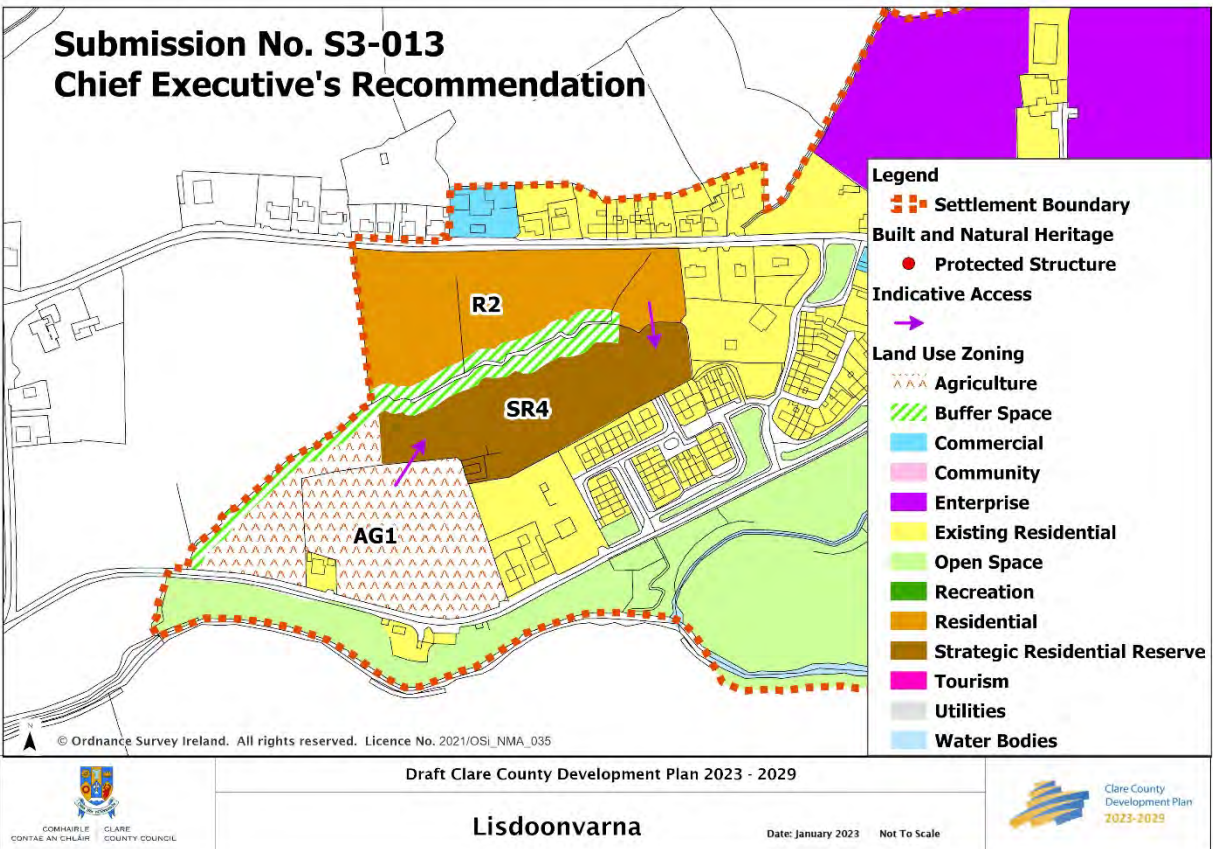 Submission No. S3-013
Chief Executive's Recommendation
R2
SR4
AG1
Legend
Settlement Boundary
Built and Natural Heritage
Protected Structure
Indicative Access
Land Use Zoning
Agriculture
Buffer Space
Commercial
Community
Enterprise
Existing Residential
Open Space
Recreation
Residential
Strategic Residential Reserve
Tourism
Utilities
Water Bodies
N
© Ordnance Survey Ireland. All rights reserved. Licence No. 2021/OSi_NMA_035
COMHAIRLE CLARE
CONTAE AN CHLÁIR COUNTY COUNCIL
Draft Clare County Development Plan 2023 - 2029
Lisdoonvarna
Date: January 2023 Not To Scale
Clare County
Development Plan
2023-2029